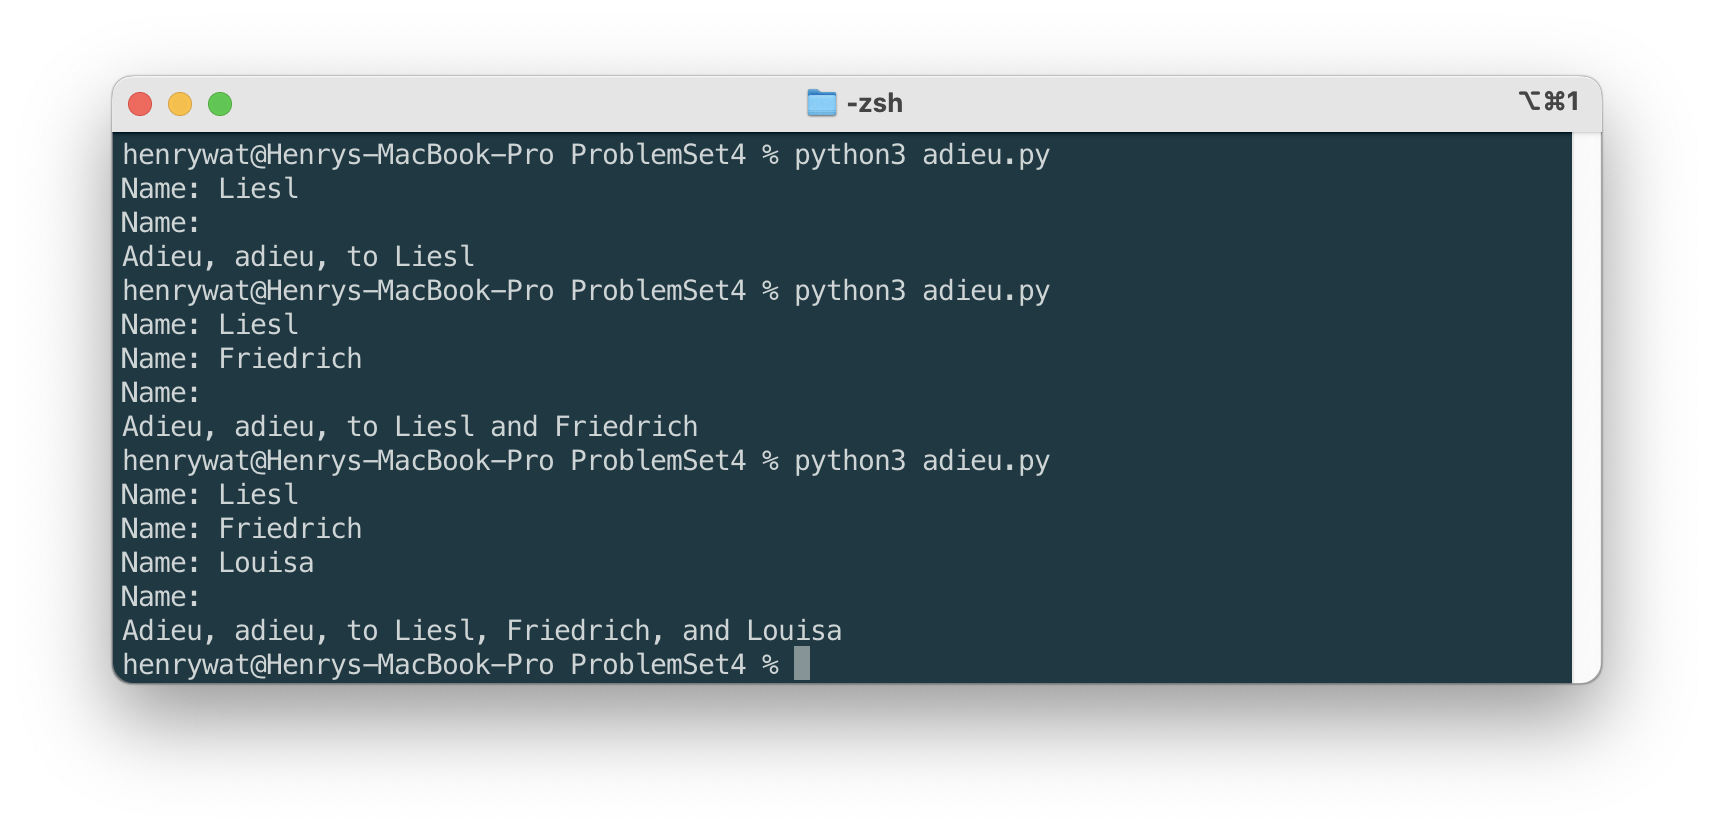 -zsh
⌥⌘1
henrywat@Henrys-MacBook-Pro ProblemSet4 % python3 adieu.py
Name: Liesl
Name:
Adieu, adieu, to Liesl
henrywat@Henrys-MacBook-Pro ProblemSet4 % python3 adieu.py
Name: Liesl
Name: Friedrich
Name:
Adieu, adieu, to Liesl and Friedrich
henrywat@Henrys-MacBook-Pro ProblemSet4 % python3 adieu.py
Name: Liesl
Name: Friedrich
Name: Louisa
Name:
Adieu, adieu, to Liesl, Friedrich, and Louisa
henrywat@Henrys-MacBook-Pro ProblemSet4 %